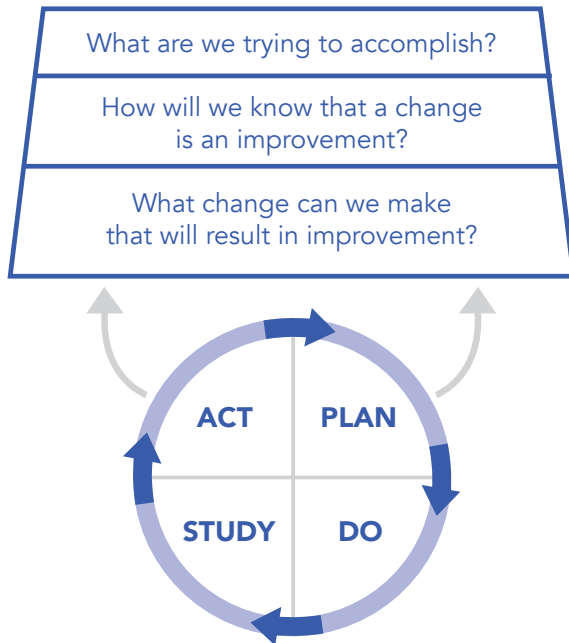 What are we trying to accomplish?
How will we know that a change
is an improvement?
What change can we make
that will result in improvement?
ACT
PLAN
STUDY
DO